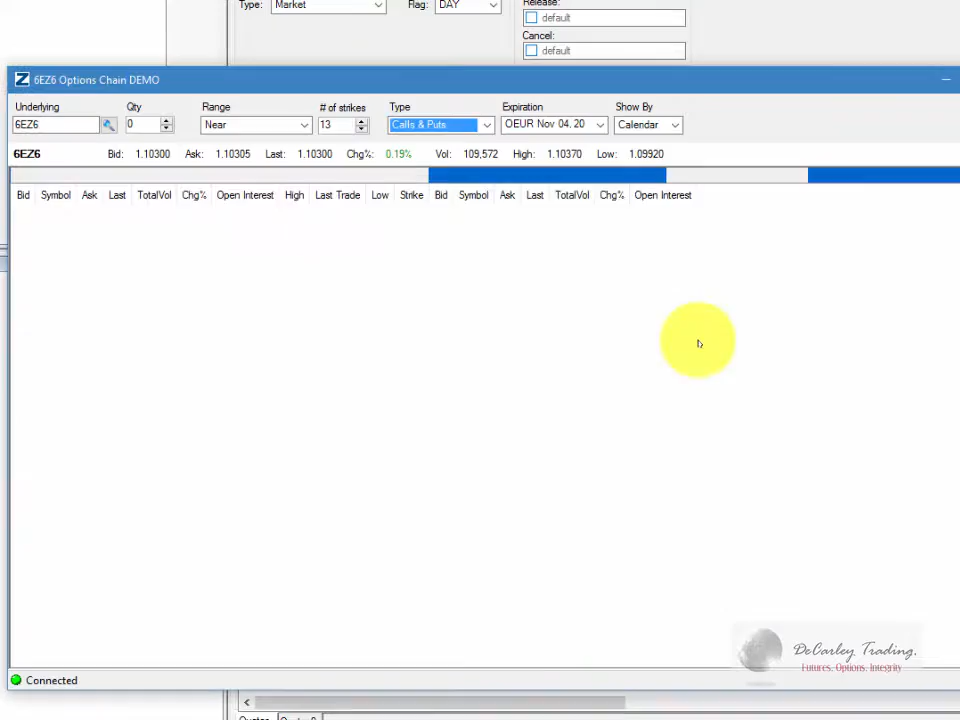 Type: Market Flag: DAY Release:
default
Cancel:
default
6EZ6 Options Chain DEMO
Underlying Qty Range # of strikes Type Expiration Show By
6EZ6 0 Near 13 Calls & Puts OEUR Nov 04. 20 Calendar
6EZ6 Bid: 1.10300 Ask: 1.10305 Last: 1.10300 Chg%: 0.19% Vol: 109,572 High: 1.10370 Low: 1.09920
Bid Symbol Ask Last TotalVol Chg% Open Interest High Last Trade Low Strike Bid Symbol Ask Last TotalVol Chg% Open Interest
DeCarley Trading.
Futures. Options. Integrity
Connected